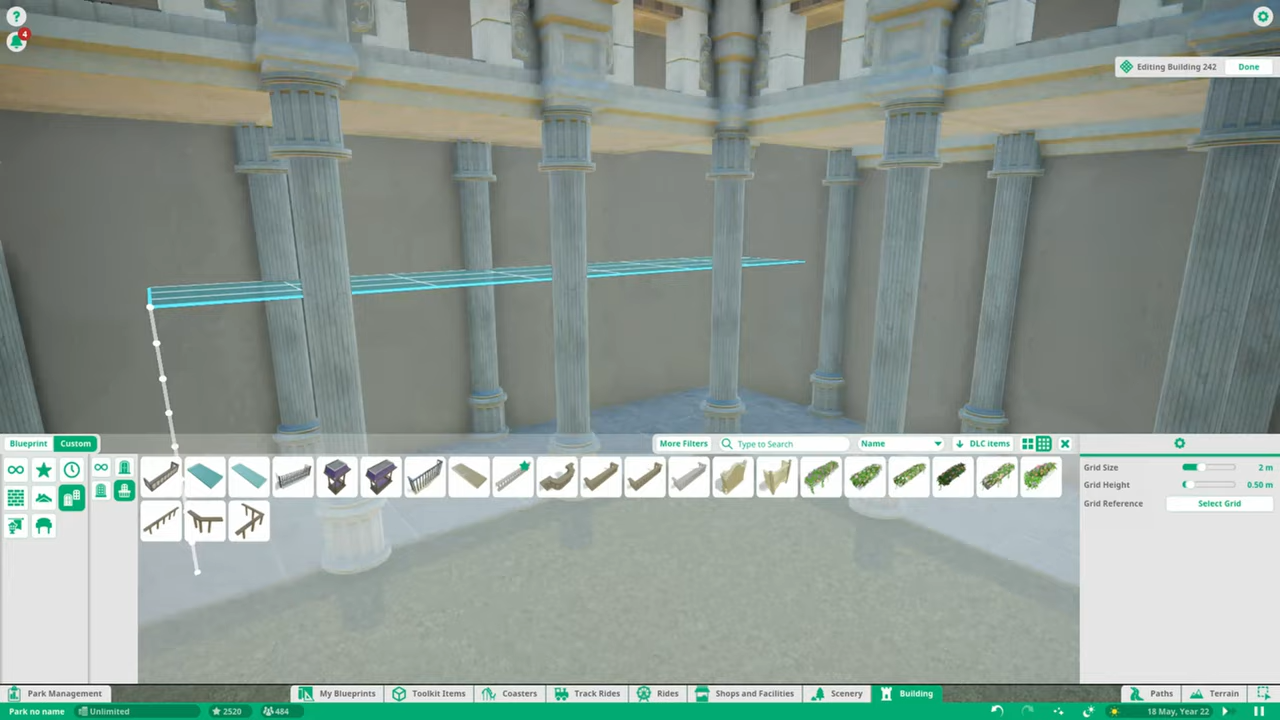 ?
4
Editing Building 242
Done
Blueprint
Custom
More Filters
Type to Search
Name
DLC items
Grid Size
2 m
Grid Height
0.50 m
Grid Reference
Select Grid
Park Management
My Blueprints
Toolkit Items
Coasters
Track Rides
Rides
Shops and Facilities
Scenery
Building
Paths
Terrain
Park no name
Unlimited
2520
484
18 May, Year 22